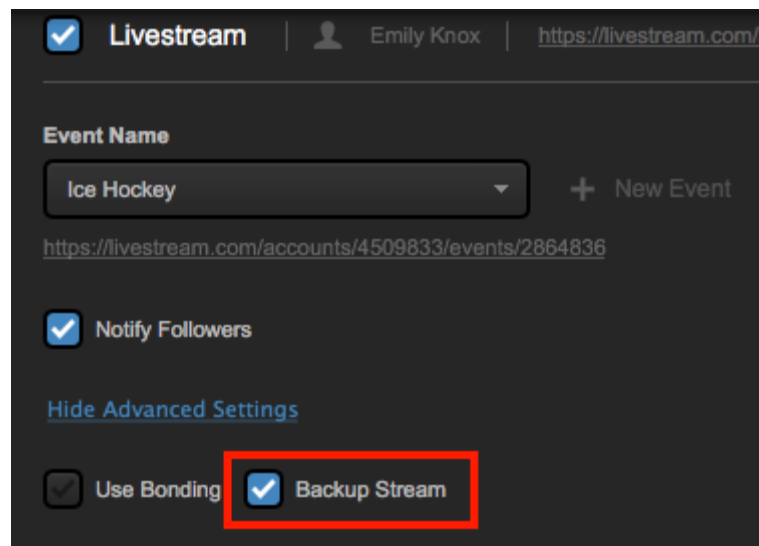 Livestream | Emily Knox | https://livestream.com/
Event Name
Ice Hockey + New Event
https://livestream.com/accounts/4509833/events/2864836
Notify Followers
Hide Advanced Settings
Use Bonding Backup Stream